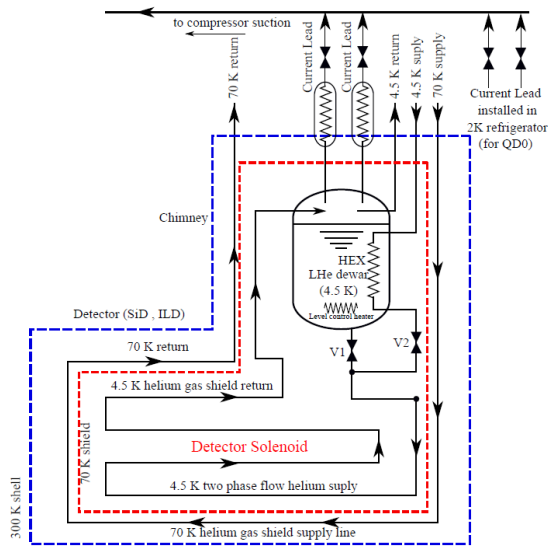 to compressor suction
70 K return
Current Lead
Current Lead
4.5 K return
4.5 K suply
70 K supply
Current Lead
installed in
2K refrigerator
(for QD0)
Chimney
HEX
LHe dewar
(4.5 K)
Level control heater
Detector (SiD , ILD)
V1
V2
70 K return
4.5 K helium gas shield return
70 K shield
Detector Solenoid
4.5 K two phase flow helium suply
300 K shell
70 K helium gas shield supply line